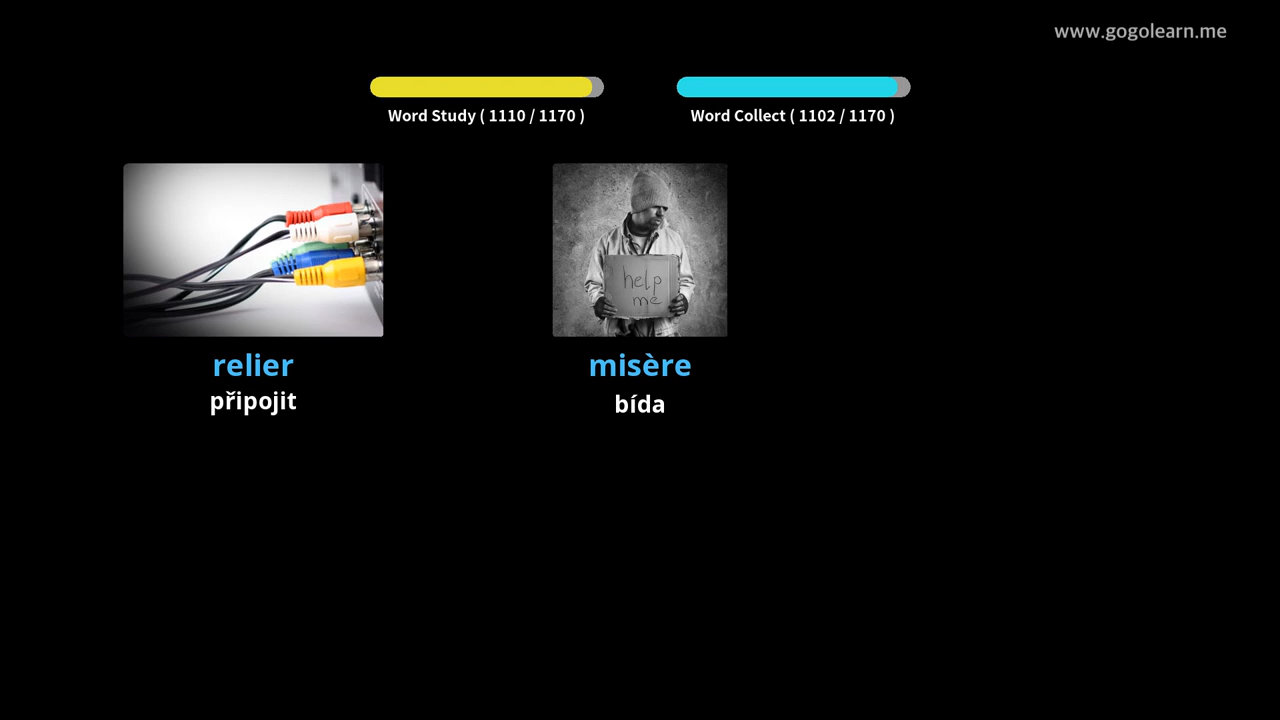 www.gogolearn.me
Word Study ( 1110 / 1170 )
Word Collect ( 1102 / 1170 )
help
me
relier
připojit
misère
bída